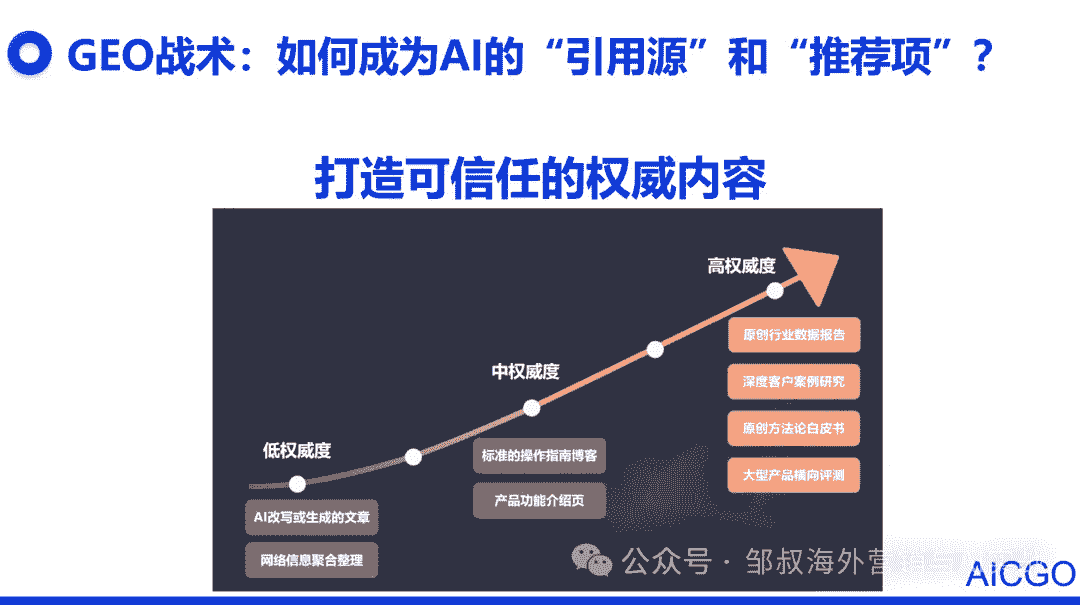 GEO战术：如何成为AI的“引用源”和“推荐项”？
打造可信任的权威内容
高权威度
原创行业数据报告
深度客户案例研究
原创方法论白皮书
大型产品横向评测
中权威度
标准的操作指南博客
产品功能介绍页
低权威度
AI改写或生成的文章
网络信息聚合整理
公众号·邹叔海外营
AICGO